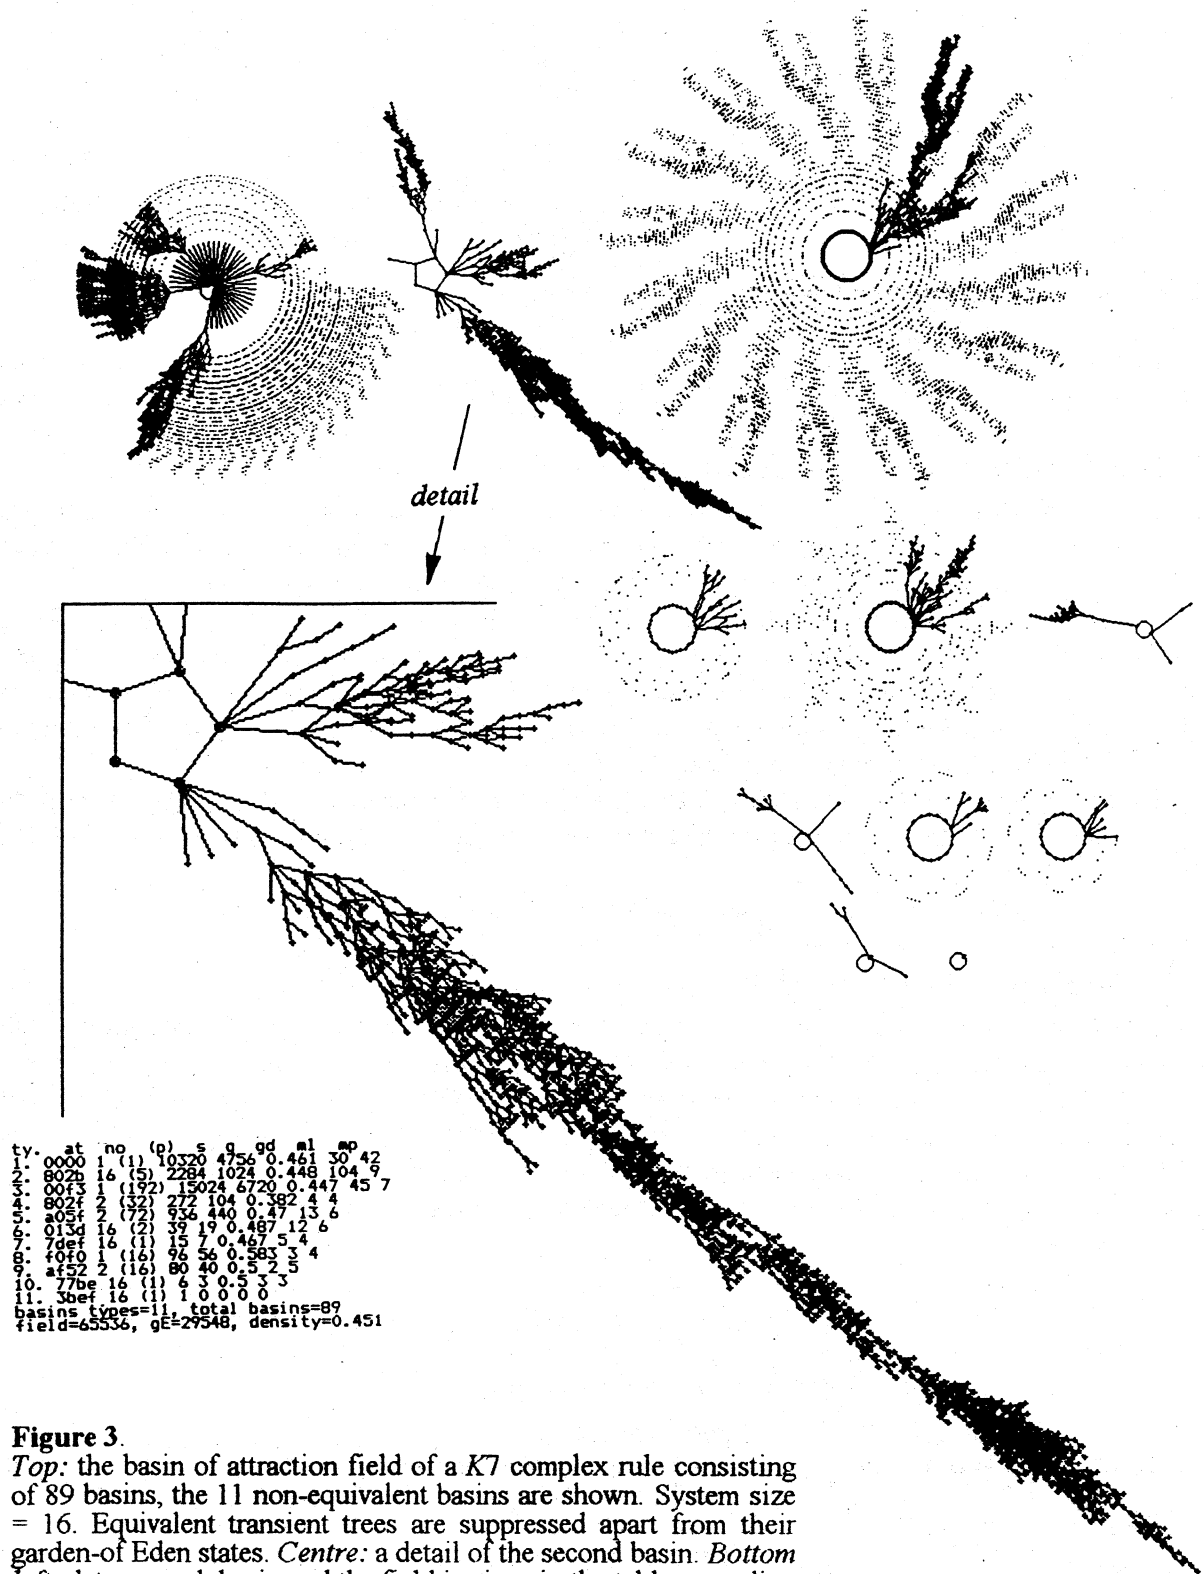 detail
ty. at no (p) s g gd ml mp
1. 0000 1 (1) 10320 4756 0.461 30 42
2. 802b 16 (5) 2284 1024 0.448 104 9
3. 00f3 1 (192) 15024 6720 0.447 45 7
4. 802f 2 (32) 272 104 0.382 4 4
5. a05f 2 (72) 936 440 0.47 13 6
6. 013d 16 (2) 39 19 0.487 12 6
7. 7def 16 (1) 15 7 0.467 5 4
8. f0f0 1 (16) 96 56 0.583 3 4
9. af52 2 (16) 80 40 0.5 2 5
10. 77be 16 (1) 6 3 0.5 3 3
11. 3bef 16 (1) 1 0 0 0 0
basins types=11, total basins=89
field=65536, gE=29548, density=0.451
Figure 3.
Top: the basin of attraction field of a K7 complex rule consisting
of 89 basins, the 11 non-equivalent basins are shown. System size
= 16. Equivalent transient trees are suppressed apart from their
garden-of Eden states. Centre: a detail of the second basin. Bottom